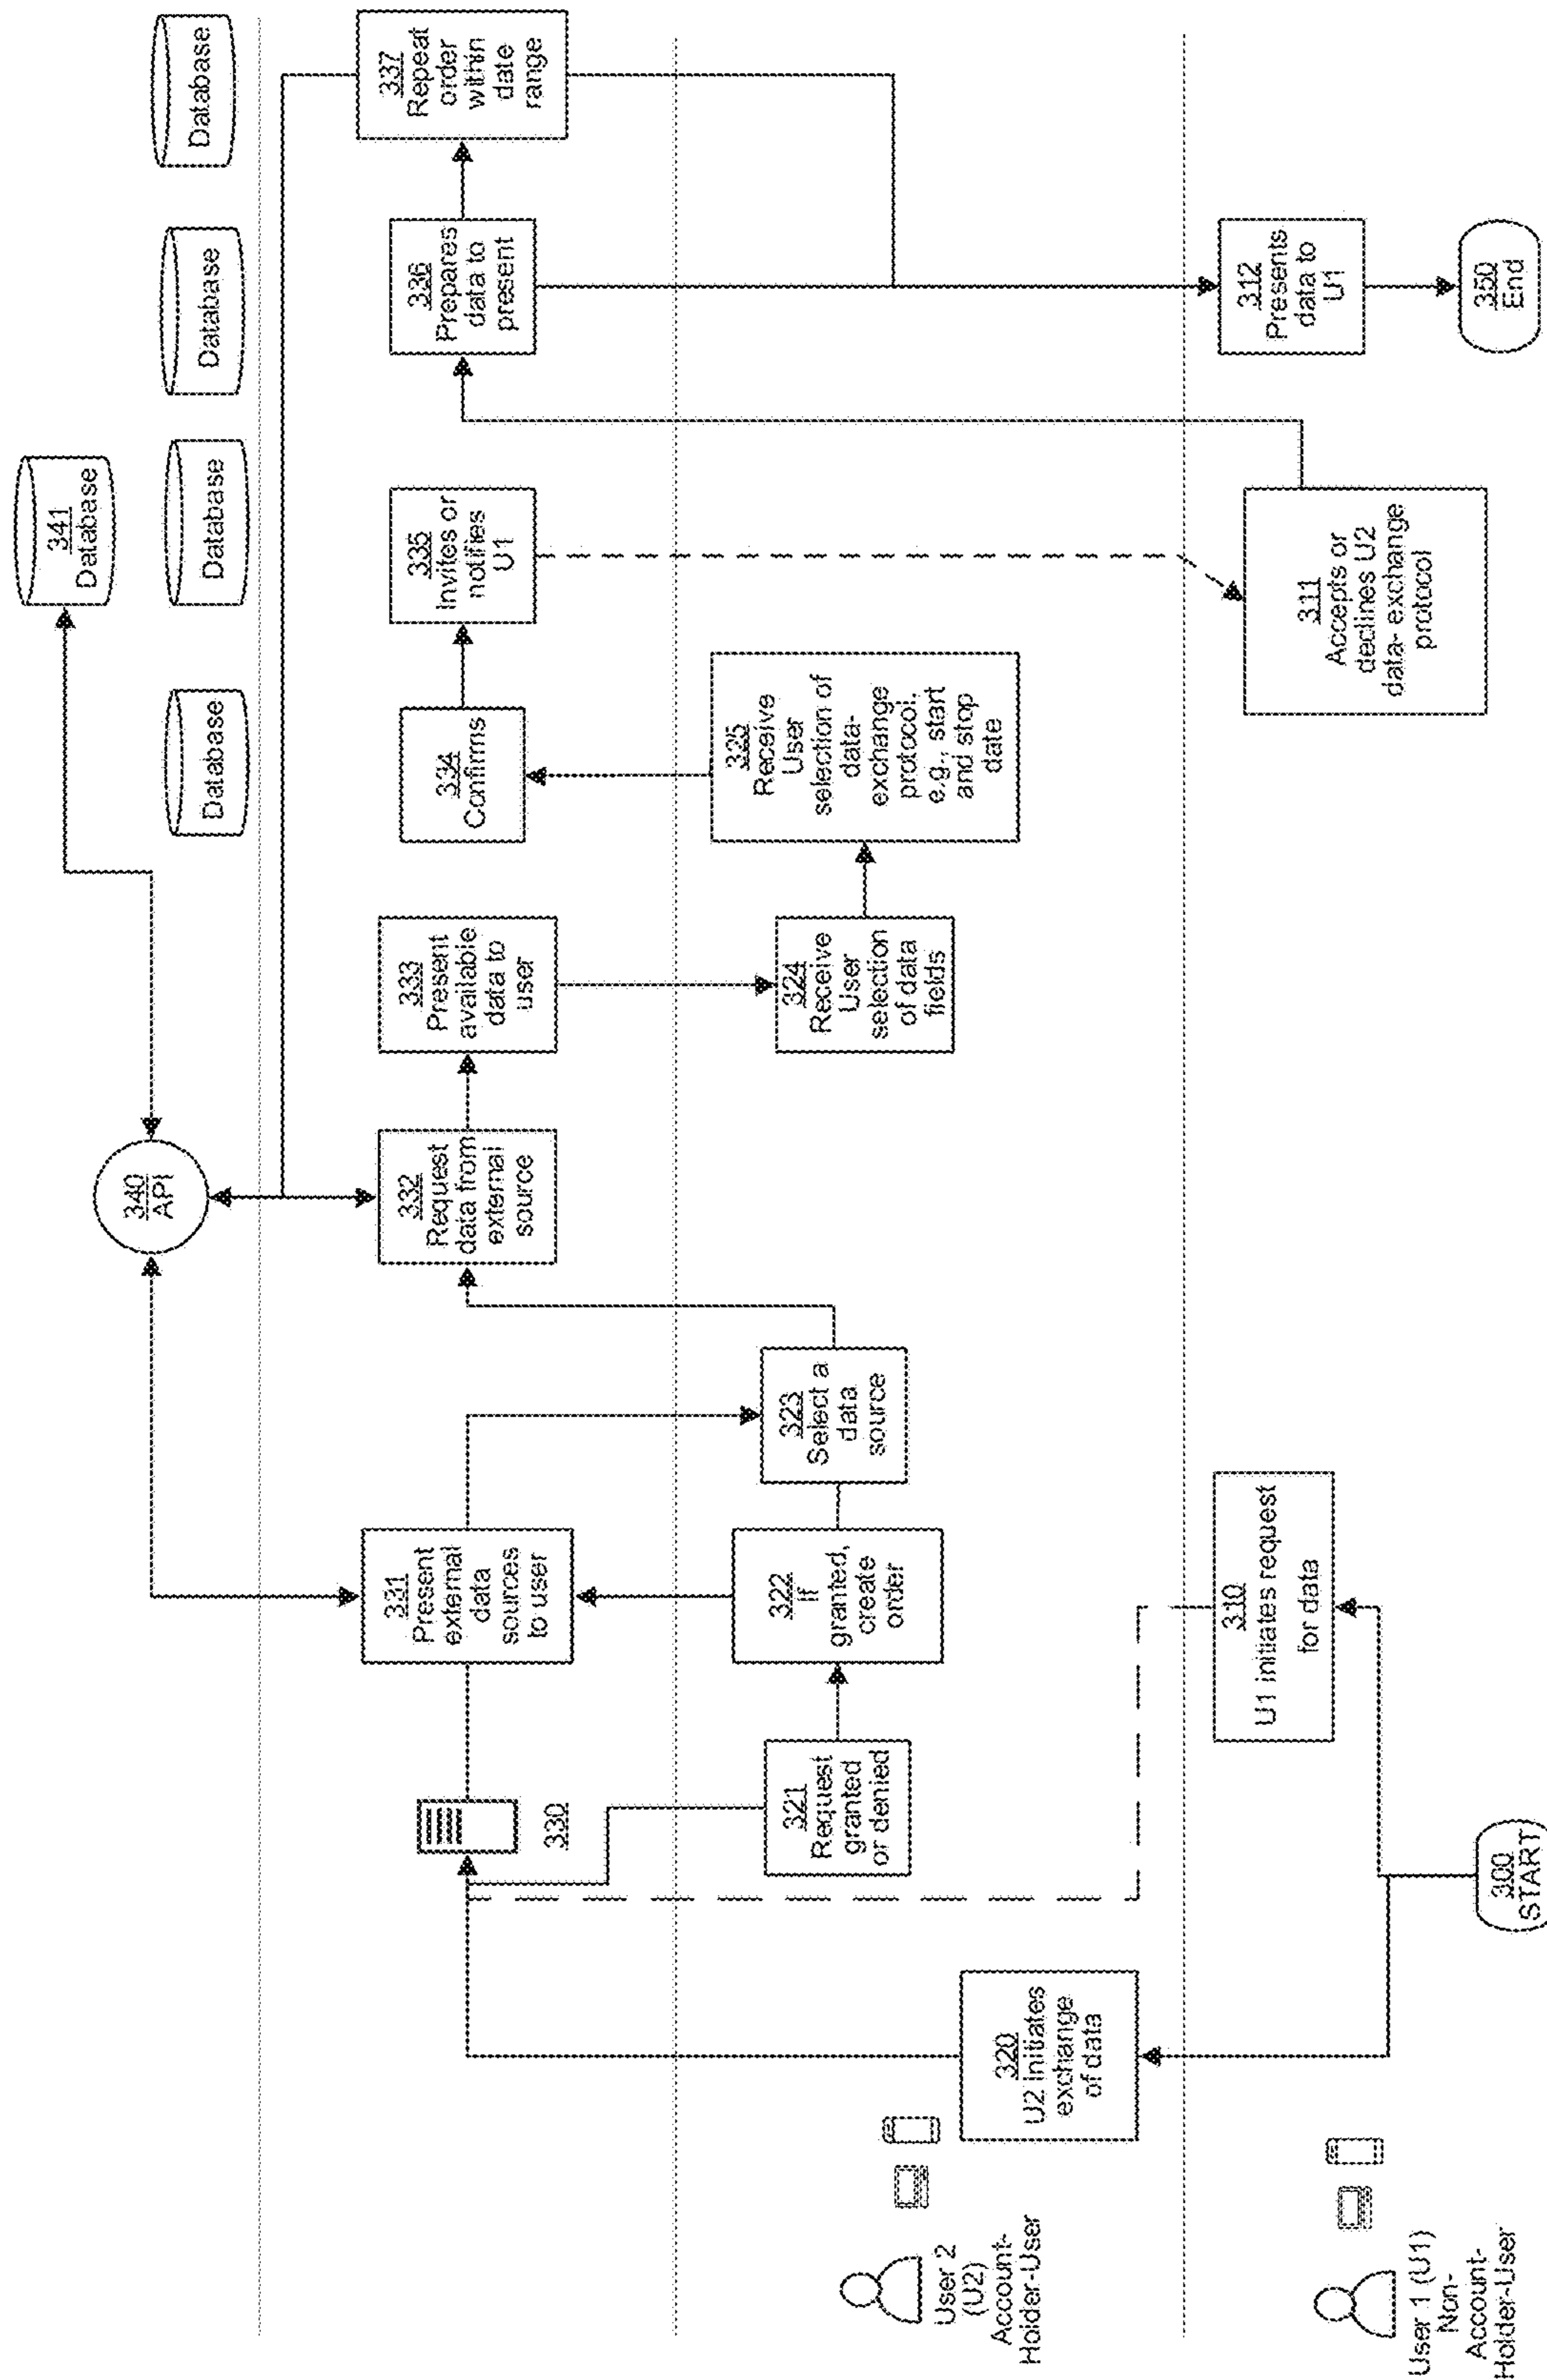 341
Database
Database
Database
Database
Database
340
API
330
331
Present
external
data
sources
to user
332
Request
data from
external
source
333
Present
available
data to
user
334
Confirms
335
Invites or
notifies
U1
336
Prepares
data to
present
337
Repeat
order
within
date
range
User 2
(U2)
Account-
Holder-User
320
U2 initiates
exchange
of data
321
Request
granted
or denied
322
If
granted,
create
order
323
Select a
data
source
324
Receive
User
selection
of data
fields
325
Receive
User
selection of
data-
exchange
protocol,
e.g., start
and stop
date
User 1 (U1)
Non-
Account-
Holder-User
300
START
310
U1 initiates request
for data
311
Accepts or
declines U2
data- exchange
protocol
312
Presents
data to
U1
350
End